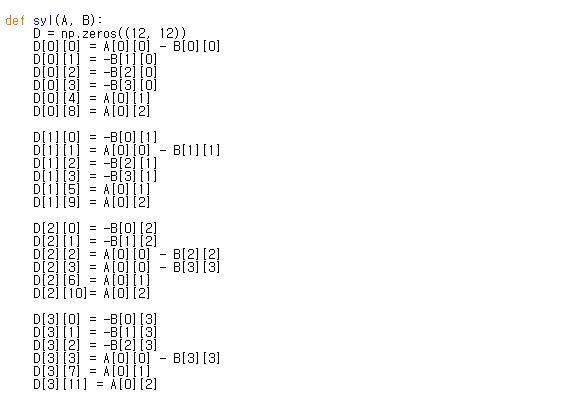 def syl(A, B):
    D = np.zeros((12, 12))
    D[0][0] = A[0][0] - B[0][0]
    D[0][1] = -B[1][0]
    D[0][2] = -B[2][0]
    D[0][3] = -B[3][0]
    D[0][4] = A[0][1]
    D[0][8] = A[0][2]

    D[1][0] = -B[0][1]
    D[1][1] = A[0][0] - B[1][1]
    D[1][2] = -B[2][1]
    D[1][3] = -B[3][1]
    D[1][5] = A[0][1]
    D[1][9] = A[0][2]

    D[2][0] = -B[0][2]
    D[2][1] = -B[1][2]
    D[2][2] = A[0][0] - B[2][2]
    D[2][3] = A[0][0] - B[3][3]
    D[2][6] = A[0][1]
    D[2][10]= A[0][2]

    D[3][0] = -B[0][3]
    D[3][1] = -B[1][3]
    D[3][2] = -B[2][3]
    D[3][3] = A[0][0] - B[3][3]
    D[3][7] = A[0][1]
    D[3][11] = A[0][2]